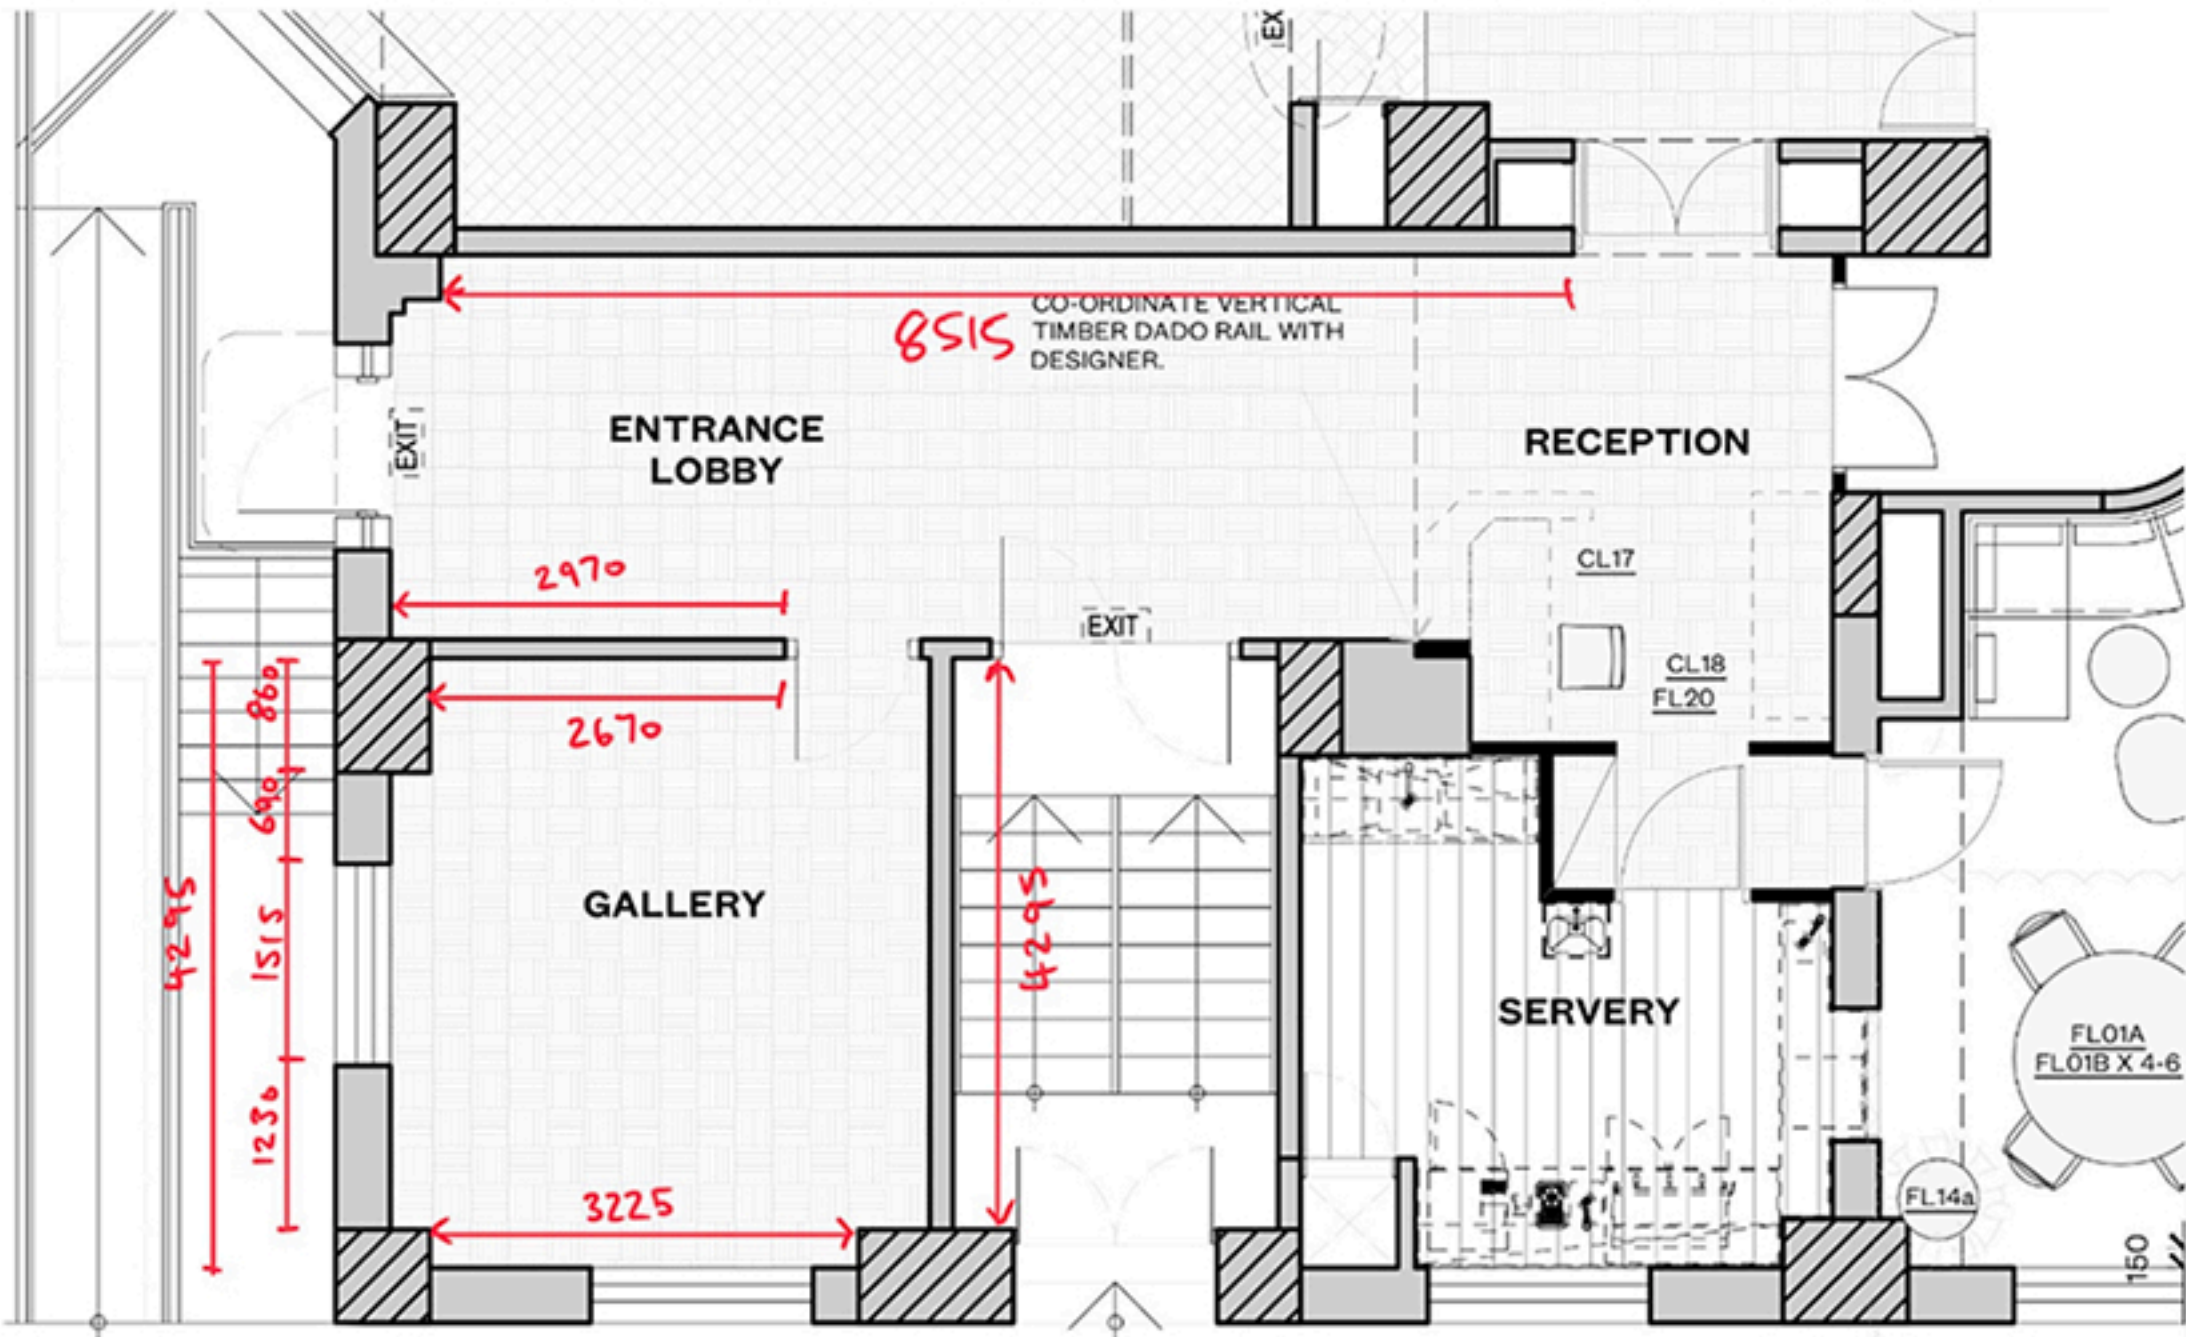 EX
8515
CO-ORDINATE VERTICAL
TIMBER DADO RAIL WITH
DESIGNER.
ENTRANCE
LOBBY
RECEPTION
EXIT
2970
CL17
EXIT
860
2670
CL18
FL20
690
4295
1515
GALLERY
4295
SERVERY
FL01A
FL01B X 4-6
1230
3225
FL14a
150